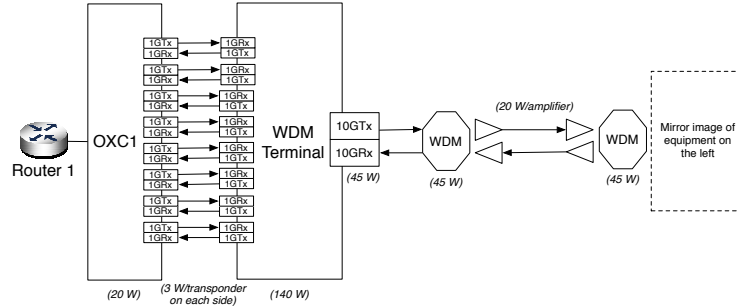 1GTx 1GRx
1GRx 1GTx
1GTx 1GRx
1GRx 1GTx
1GTx 1GRx
1GRx 1GTx
1GTx 1GRx
1GRx 1GTx
1GTx 1GRx
1GRx 1GTx
1GTx 1GRx
1GRx 1GTx
1GTx 1GRx
1GRx 1GTx
1GTx 1GRx
1GRx 1GTx
Router 1
OXC1
(20 W)
(3 W/transponder
on each side)
WDM
Terminal
(140 W)
10GTx
10GRx
(45 W)
WDM
(45 W)
(20 W/amplifier)
WDM
(45 W)
Mirror image of
equipment on
the left